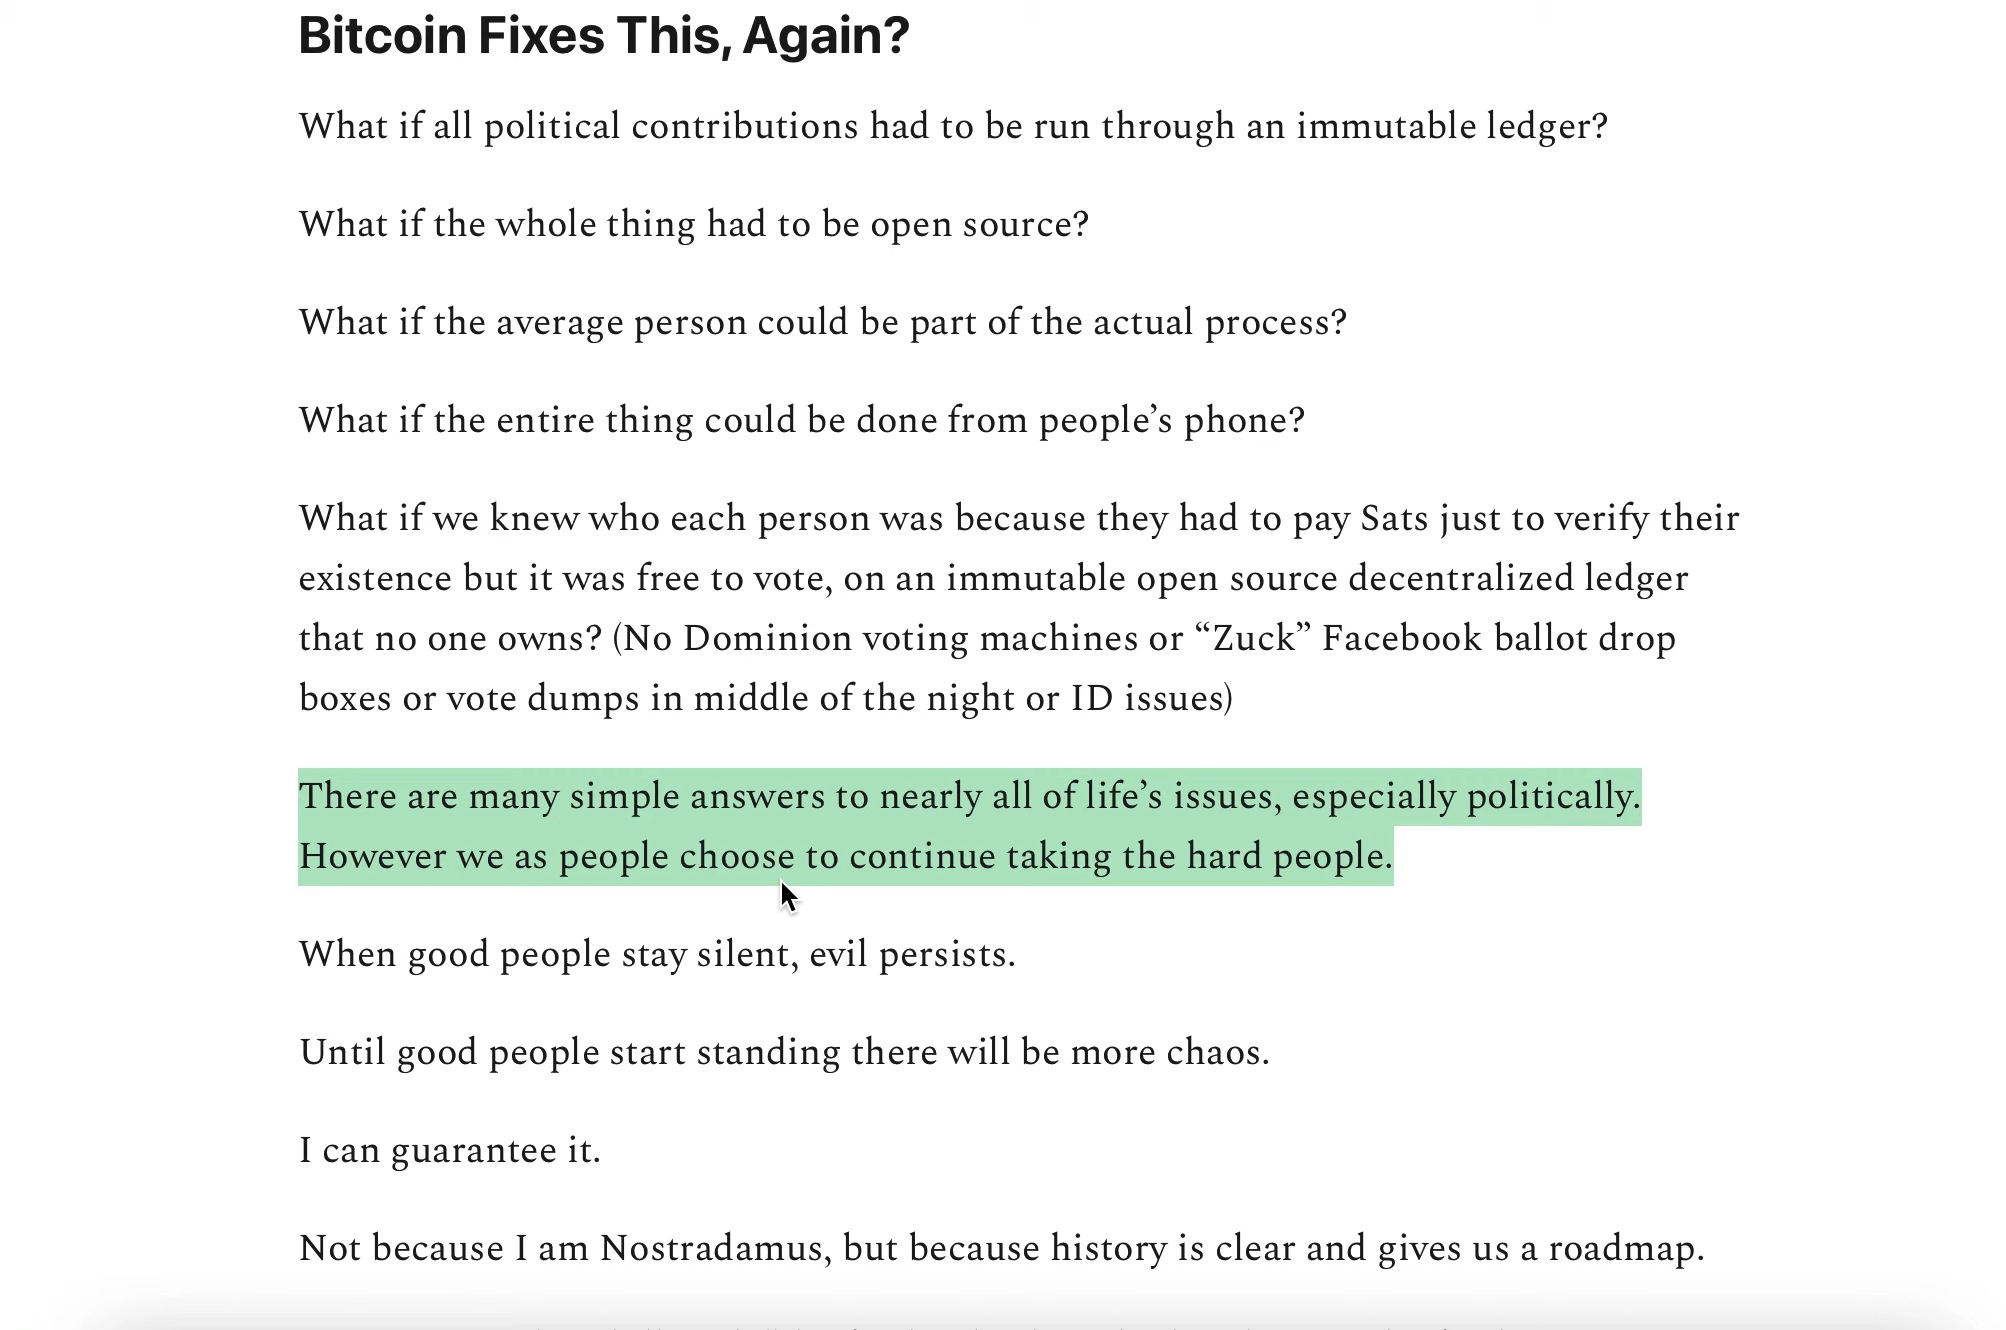 Bitcoin Fixes This, Again?
What if all political contributions had to be run through an immutable ledger?
What if the whole thing had to be open source?
What if the average person could be part of the actual process?
What if the entire thing could be done from people’s phone?
What if we knew who each person was because they had to pay Sats just to verify their
existence but it was free to vote, on an immutable open source decentralized ledger
that no one owns? (No Dominion voting machines or “Zuck” Facebook ballot drop
boxes or vote dumps in middle of the night or ID issues)
There are many simple answers to nearly all of life’s issues, especially politically.
However we as people choose to continue taking the hard people.
When good people stay silent, evil persists.
Until good people start standing there will be more chaos.
I can guarantee it.
Not because I am Nostradamus, but because history is clear and gives us a roadmap.